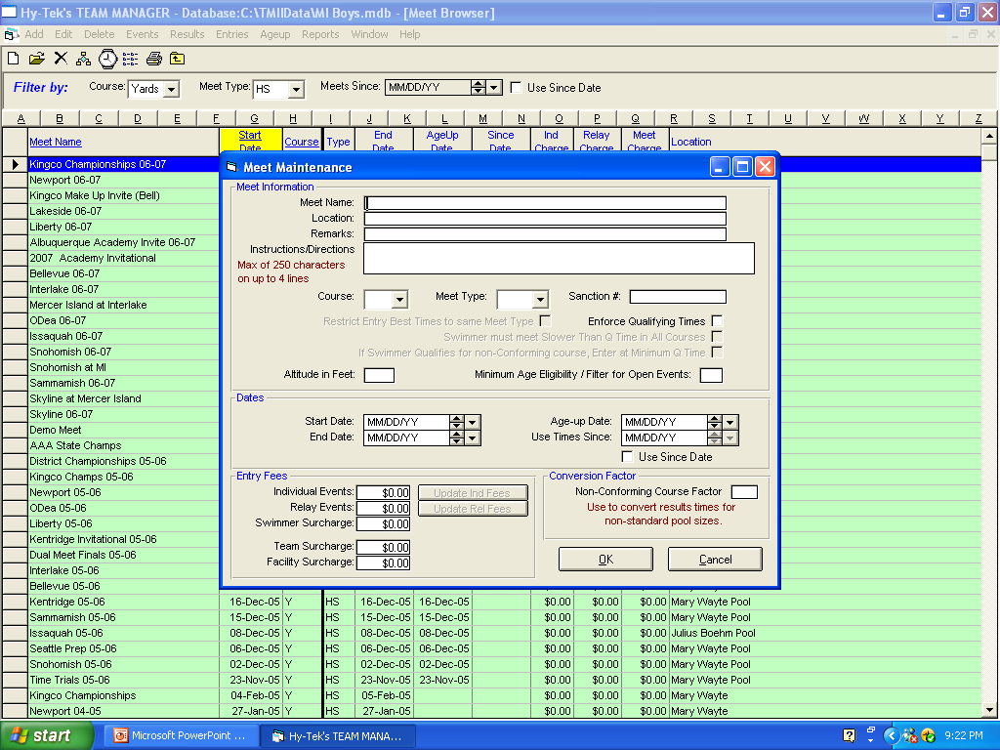 Hy-Tek's TEAM MANAGER - Database:C:\TMIIData\MI Boys.mdb - [Meet Browser]
Add Edit Delete Events Results Entries Ageup Reports Window Help
Filter by: Course: Yards Meet Type: HS Meets Since: MM/DD/YY Use Since Date
A B C D E F G H I J K L M N O P Q R S T U V W X Y Z
Meet Name Start Date Course Type End Date AgeUp Date Since Date Ind Charge Relay Charge Meet Charge Location
Kingco Championships 06-07
Newport 06-07
Kingco Make Up Invite (Bell)
Lakeside 06-07
Liberty 06-07
Albuquerque Academy Invite 06-07
2007 Academy Invitational
Bellevue 06-07
Interlake 06-07
Mercer Island at Interlake
ODea 06-07
Issaquah 06-07
Snohomish 06-07
Snohomish at MI
Sammamish 06-07
Skyline at Mercer Island
Skyline 06-07
Demo Meet
AAA State Champs
District Championships 05-06
Kingco Champs 05-06
Newport 05-06
ODea 05-06
Liberty 05-06
Kentridge Invitational 05-06
Dual Meet Finals 05-06
Interlake 05-06
Bellevue 05-06
Kentridge 05-06 16-Dec-05 Y HS 16-Dec-05 16-Dec-05 $0.00 $0.00 $0.00 Mary Wayte Pool
Sammamish 05-06 15-Dec-05 Y HS 15-Dec-05 15-Dec-05 $0.00 $0.00 $0.00 Mary Wayte Pool
Issaquah 05-06 08-Dec-05 Y HS 08-Dec-05 08-Dec-05 $0.00 $0.00 $0.00 Julius Boehm Pool
Seattle Prep 05-06 06-Dec-05 Y HS 06-Dec-05 06-Dec-05 $0.00 $0.00 $0.00 Mary Wayte Pool
Snohomish 05-06 02-Dec-05 Y HS 02-Dec-05 02-Dec-05 $0.00 $0.00 $0.00 Mary Wayte Pool
Time Trials 05-06 23-Nov-05 Y HS 23-Nov-05 23-Nov-05 $0.00 $0.00 $0.00 Mary Wayte Pool
Kingco Championships 04-Feb-05 Y HS 05-Feb-05 $0.00 $0.00 $0.00 Mary Wayte
Newport 04-05 27-Jan-05 Y HS 27-Jan-05 $0.00 $0.00 $0.00 Mary Wayte
Meet Maintenance
Meet Information
Meet Name:
Location:
Remarks:
Instructions/Directions
Max of 250 characters
on up to 4 lines
Course: Meet Type: Sanction #:
Restrict Entry Best Times to same Meet Type Enforce Qualifying Times
Swimmer must meet Slower Than Q Time in All Courses
If Swimmer Qualifies for non-Conforming course, Enter at Minimum Q Time
Altitude in Feet: Minimum Age Eligibility / Filter for Open Events:
Dates
Start Date: MM/DD/YY Age-up Date: MM/DD/YY
End Date: MM/DD/YY Use Times Since: MM/DD/YY
Use Since Date
Entry Fees
Individual Events: $0.00 Update Ind Fees
Relay Events: $0.00 Update Rel Fees
Swimmer Surcharge: $0.00
Team Surcharge: $0.00
Facility Surcharge: $0.00
Conversion Factor
Non-Conforming Course Factor
Use to convert results times for
non-standard pool sizes.
OK Cancel
start Microsoft PowerPoint ... Hy-Tek's TEAM MANA... 9:22 PM